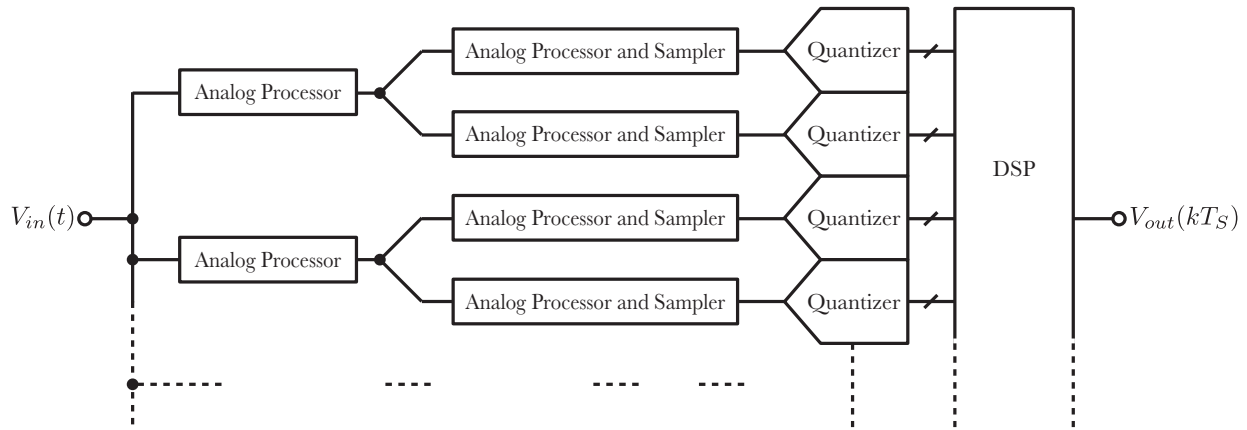 Analog Processor and Sampler
Quantizer
Analog Processor
Analog Processor and Sampler
Quantizer
DSP
V_{in}(t)
Analog Processor and Sampler
Quantizer
V_{out}(kT_S)
Analog Processor
Analog Processor and Sampler
Quantizer